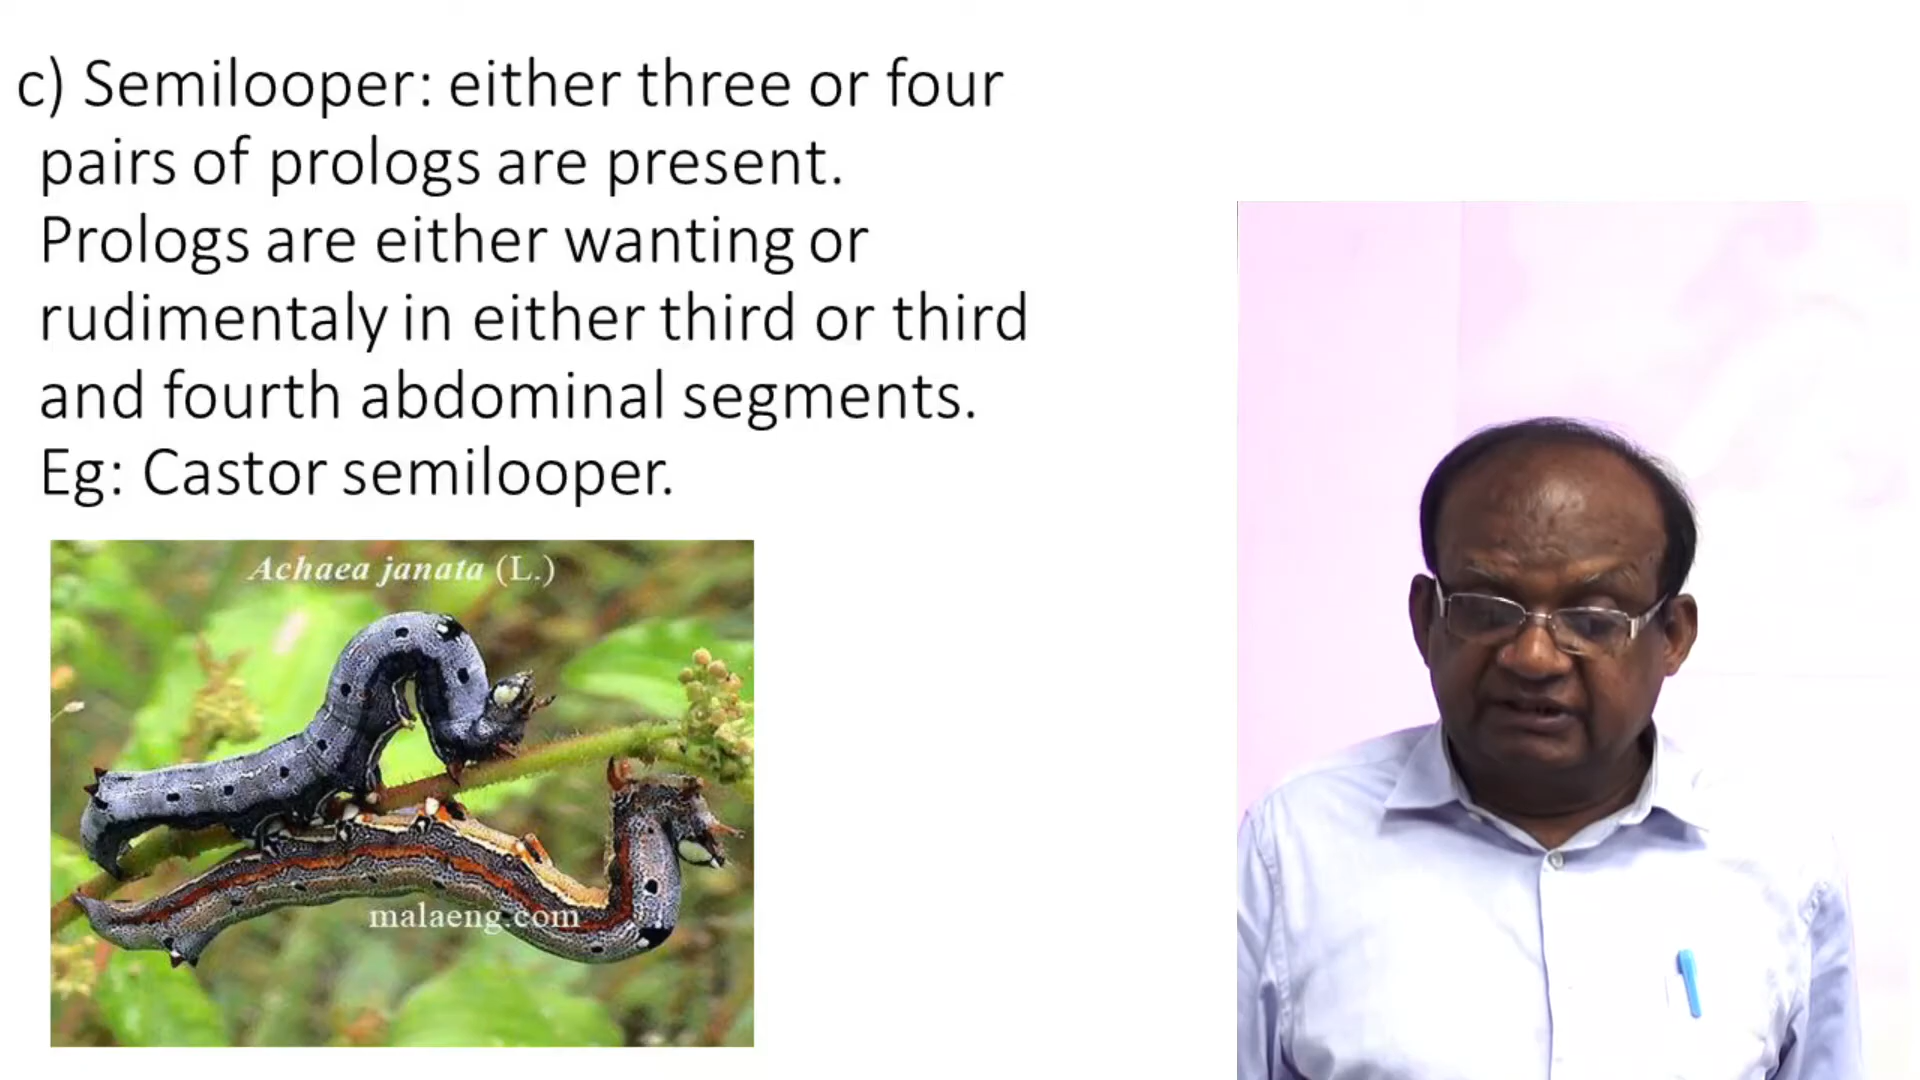 c) Semilooper: either three or four
pairs of prologs are present.
Prologs are either wanting or
rudimentaly in either third or third
and fourth abdominal segments.
Eg: Castor semilooper.
Achaea janata (L.)
malaeng.com